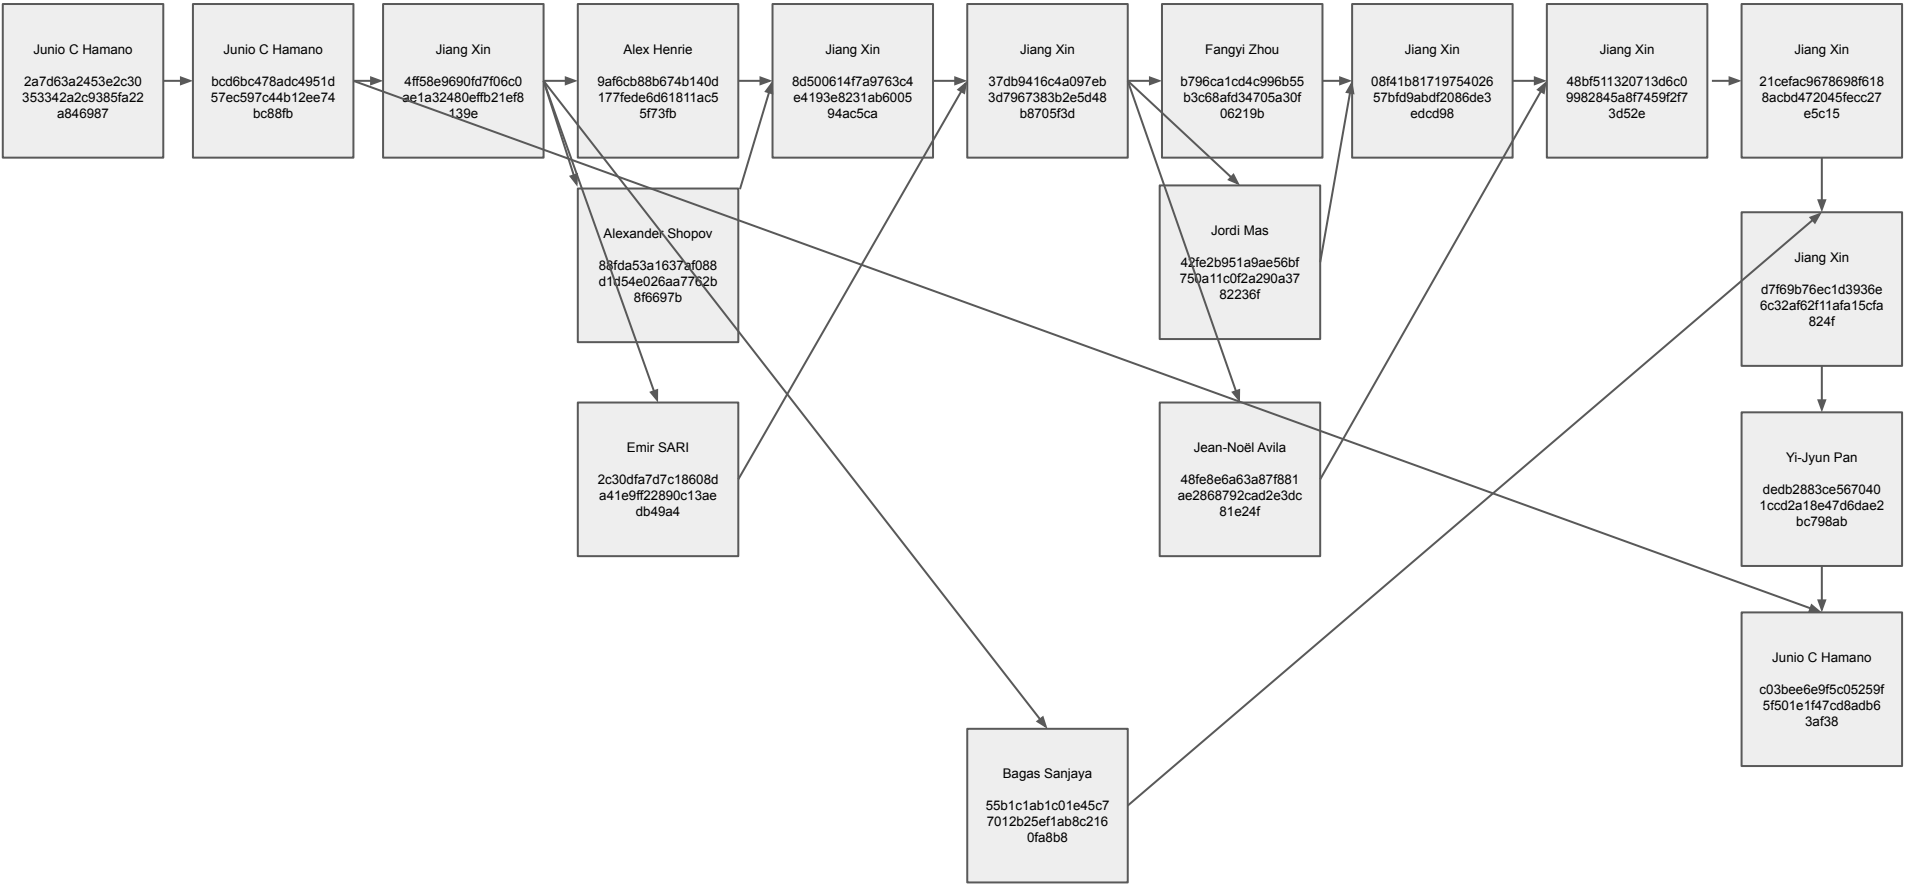 Junio C Hamano
2a7d63a2453e2c30
353342a2c9385fa22
a846987
Junio C Hamano
bcd6bc478adc4951d
57ec597c44b12ee74
bc88fb
Jiang Xin
4ff58e9690fd7f06c0
ae1a32480effb21ef8
139e
Alex Henrie
9af6cb88b674b140d
177fede6d61811ac5
5f73fb
Jiang Xin
8d500614f7a9763c4
e4193e8231ab6005
94ac5ca
Jiang Xin
37db9416c4a097eb
3d7967383b2e5d48
b8705f3d
Fangyi Zhou
b796ca1cd4c996b55
b3c68afd34705a30f
06219b
Jiang Xin
08f41b81719754026
57bfd9abdf2086de3
edcd98
Jiang Xin
48bf511320713d6c0
9982845a8f7459f2f7
3d52e
Jiang Xin
21cefac9678698f618
8acbd472045fecc27
e5c15
Alexander Shopov
88fda53a1637af088
d1d54e026aa7762b
8f6697b
Jordi Mas
42fe2b951a9ae56bf
750a11c0f2a290a37
82236f
Jiang Xin
d7f69b76ec1d3936e
6c32af62f11afa15cfa
824f
Emir SARI
2c30dfa7d7c18608d
a41e9ff22890c13ae
db49a4
Jean-Noël Avila
48fe8e6a63a87f881
ae2868792cad2e3dc
81e24f
Yi-Jyun Pan
dedb2883ce567040
1ccd2a18e47d6dae2
bc798ab
Junio C Hamano
c03bee6e9f5c05259f
5f501e1f47cd8adb6
3af38
Bagas Sanjaya
55b1c1ab1c01e45c7
7012b25ef1ab8c216
0fa8b8